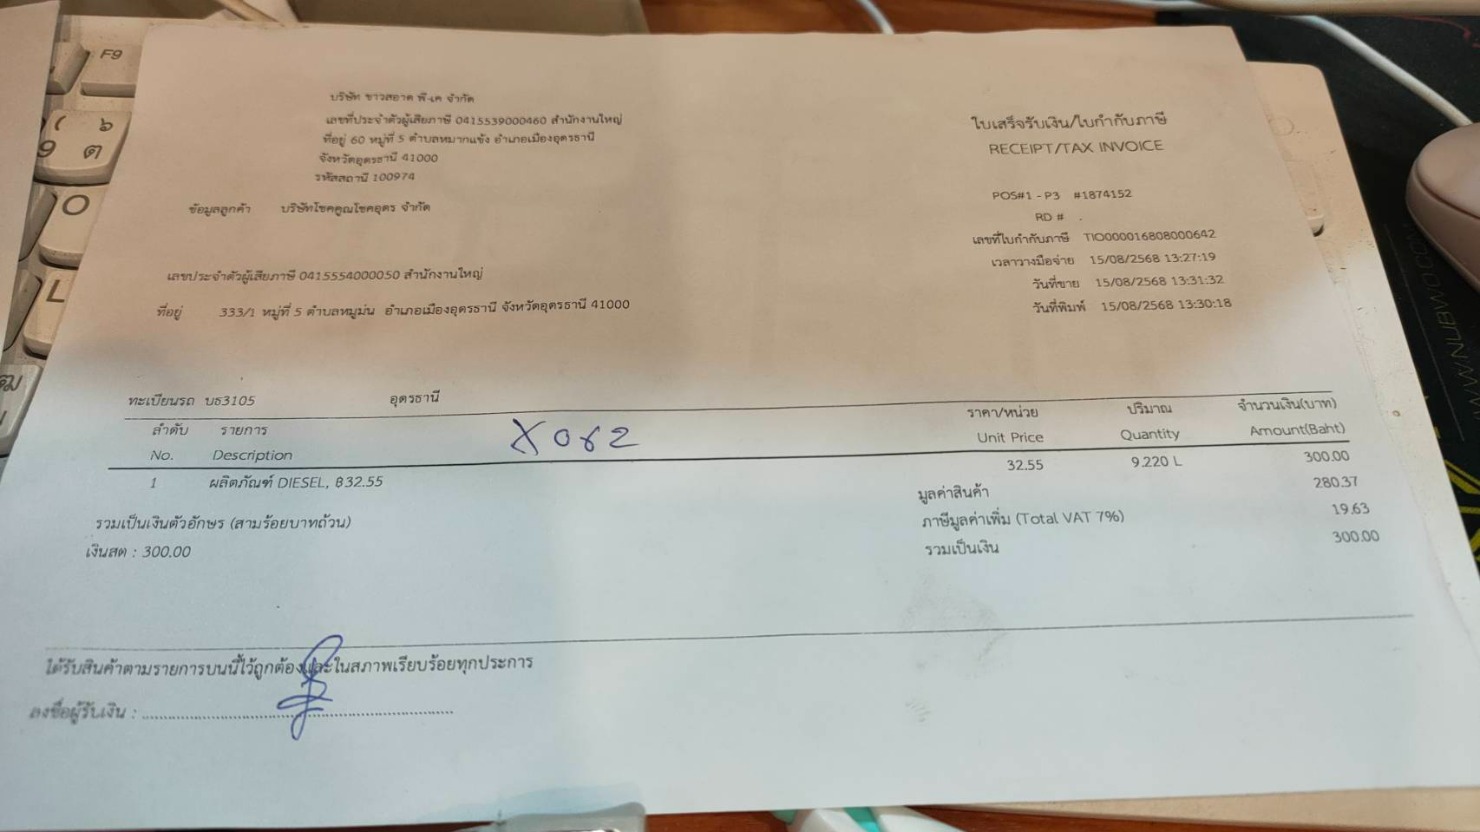 บริษัท ขาวสอาด พี.เค จำกัด
เลขที่ประจำตัวผู้เสียภาษี 0415539000460 สำนักงานใหญ่
ที่อยู่ 60 หมู่ที่ 5 ตำบลหมากแข้ง อำเภอเมืองอุดรธานี
จังหวัดอุดรธานี 41000
รหัสสถานี 100974
ใบเสร็จรับเงิน/ใบกำกับภาษี
RECEIPT/TAX INVOICE
POS#1 - P3 #1874152
RD # .
เลขที่ใบกำกับภาษี TIO000016808000642
เวลาวางมือจ่าย 15/08/2568 13:27:19
วันที่ขาย 15/08/2568 13:31:32
วันที่พิมพ์ 15/08/2568 13:30:18
ข้อมูลลูกค้า บริษัทโชคคูณโชคอุดร จำกัด
เลขประจำตัวผู้เสียภาษี 0415554000050 สำนักงานใหญ่
ที่อยู่ 333/1 หมู่ที่ 5 ตำบลหมูม่น อำเภอเมืองอุดรธานี จังหวัดอุดรธานี 41000
ทะเบียนรถ บธ3105 อุดรธานี
ลำดับ รายการ ราคา/หน่วย ปริมาณ จำนวนเงิน(บาท)
No. Description Unit Price Quantity Amount(Baht)
1 ผลิตภัณฑ์ DIESEL, ฿32.55 32.55 9.220 L 300.00
มูลค่าสินค้า 280.37
รวมเป็นเงินตัวอักษร (สามร้อยบาทถ้วน) ภาษีมูลค่าเพิ่ม (Total VAT 7%) 19.63
เงินสด : 300.00 รวมเป็นเงิน 300.00
ได้รับสินค้าตามรายการบนนี้ไว้ถูกต้องและในสภาพเรียบร้อยทุกประการ
ลงชื่อผู้รับเงิน :
F9
O
L